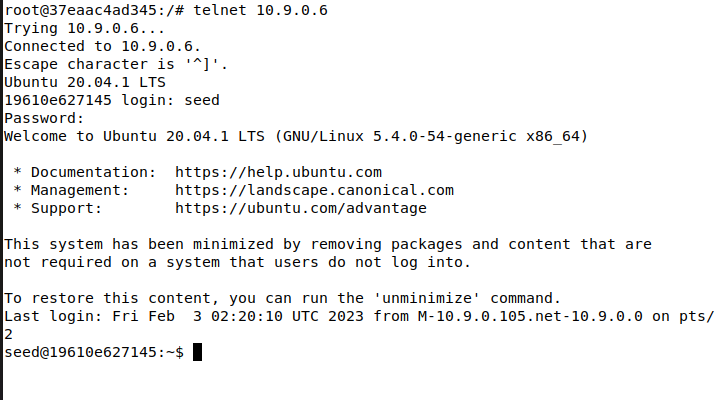 root@37eaac4ad345:/# telnet 10.9.0.6
Trying 10.9.0.6...
Connected to 10.9.0.6.
Escape character is '^]'.
Ubuntu 20.04.1 LTS
19610e627145 login: seed
Password:
Welcome to Ubuntu 20.04.1 LTS (GNU/Linux 5.4.0-54-generic x86_64)

 * Documentation:  https://help.ubuntu.com
 * Management:     https://landscape.canonical.com
 * Support:        https://ubuntu.com/advantage

This system has been minimized by removing packages and content that are
not required on a system that users do not log into.

To restore this content, you can run the 'unminimize' command.
Last login: Fri Feb  3 02:20:10 UTC 2023 from M-10.9.0.105.net-10.9.0.0 on pts/
2
seed@19610e627145:~$